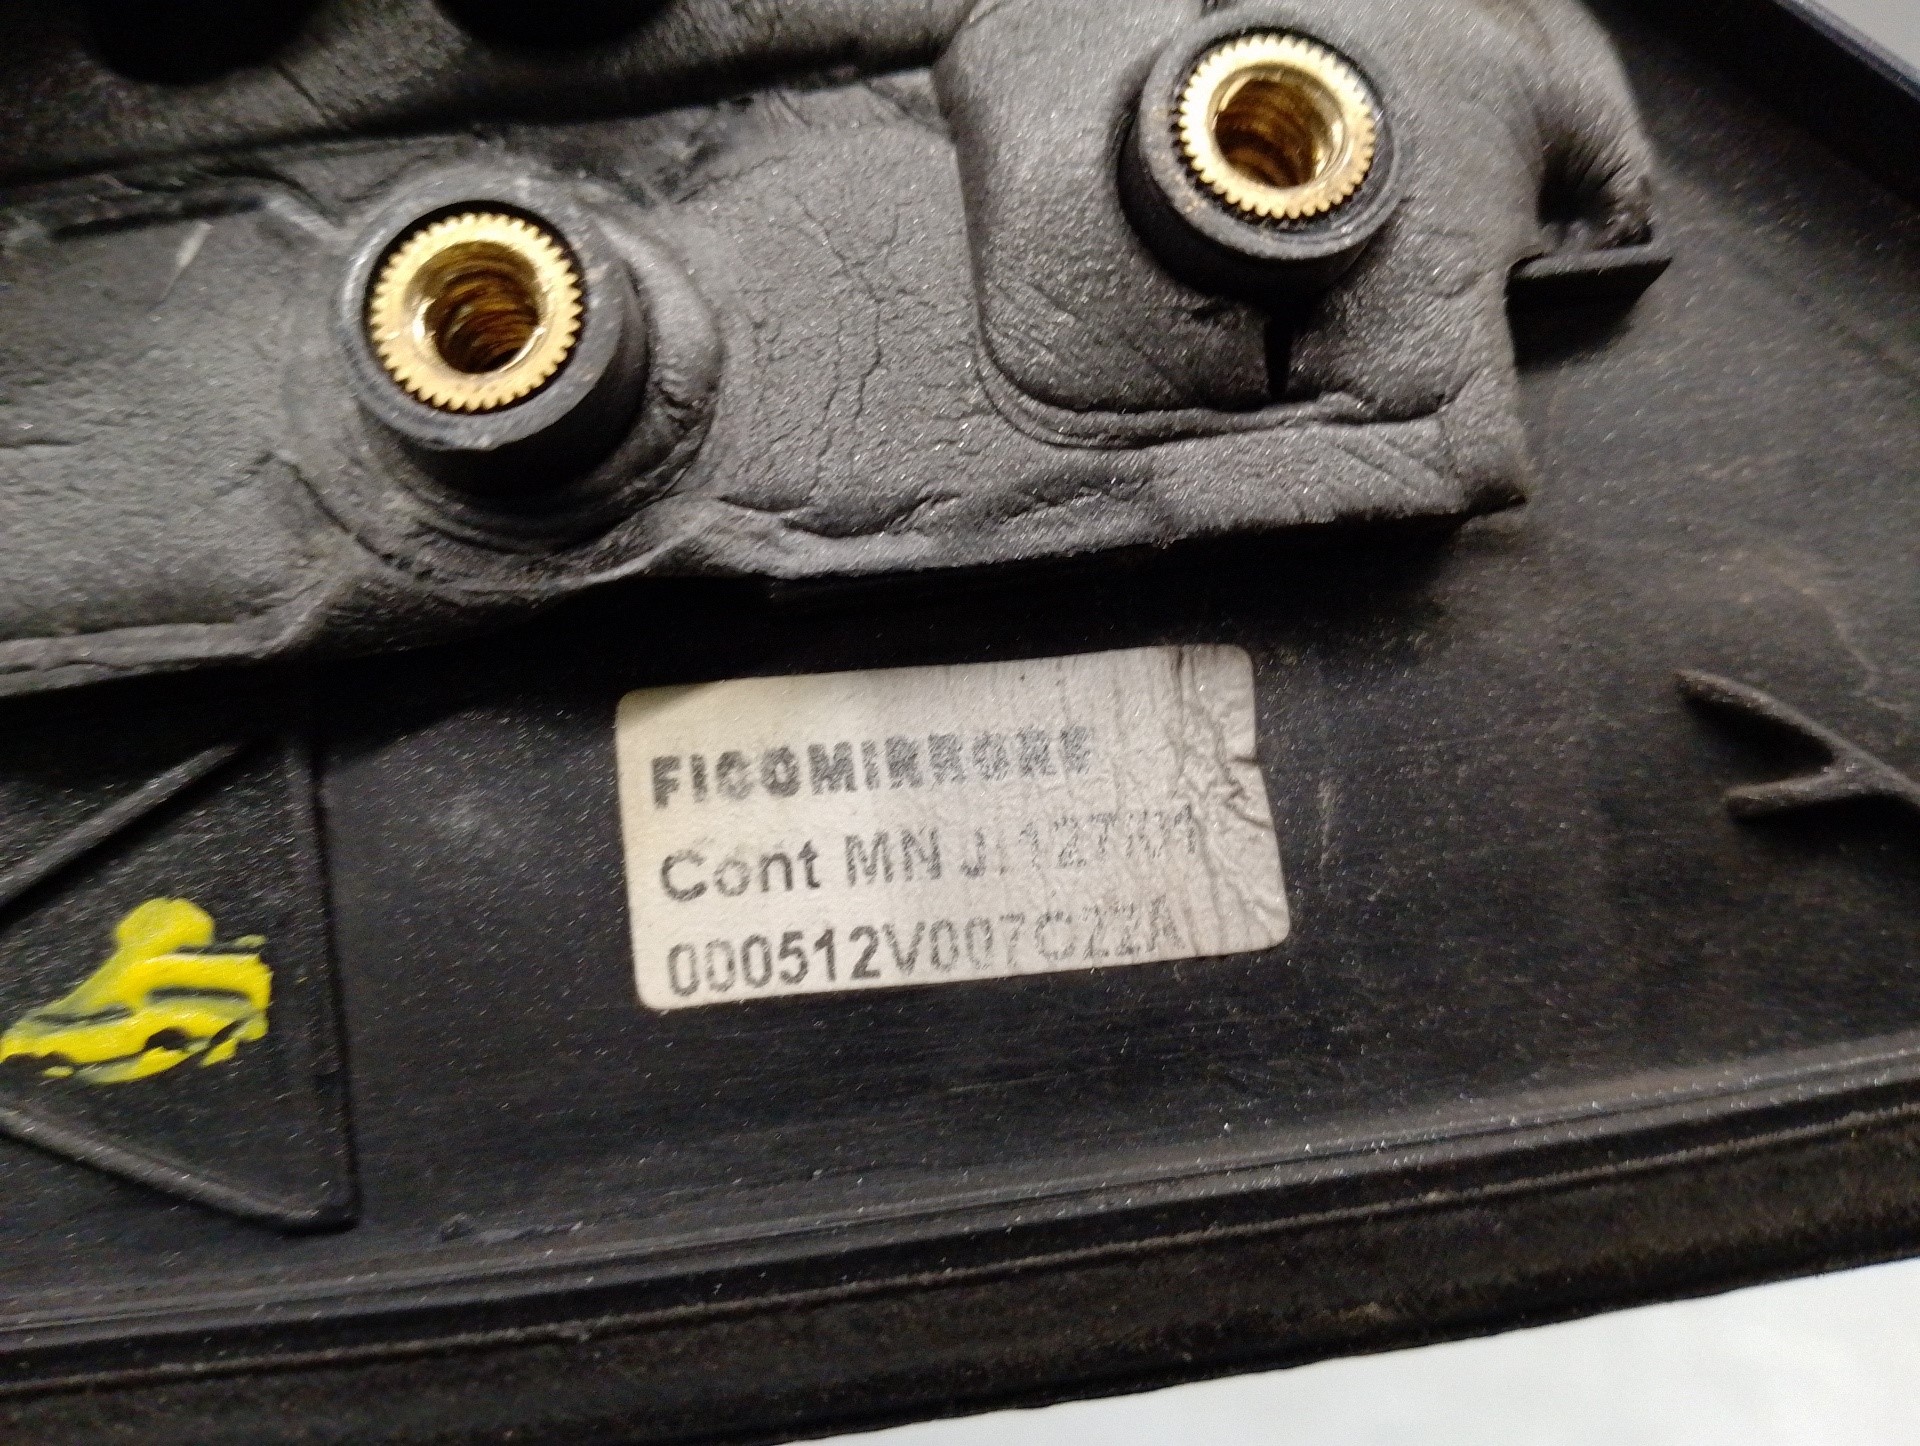 FICOMIRRORS
Cont MN
000512V007C22A